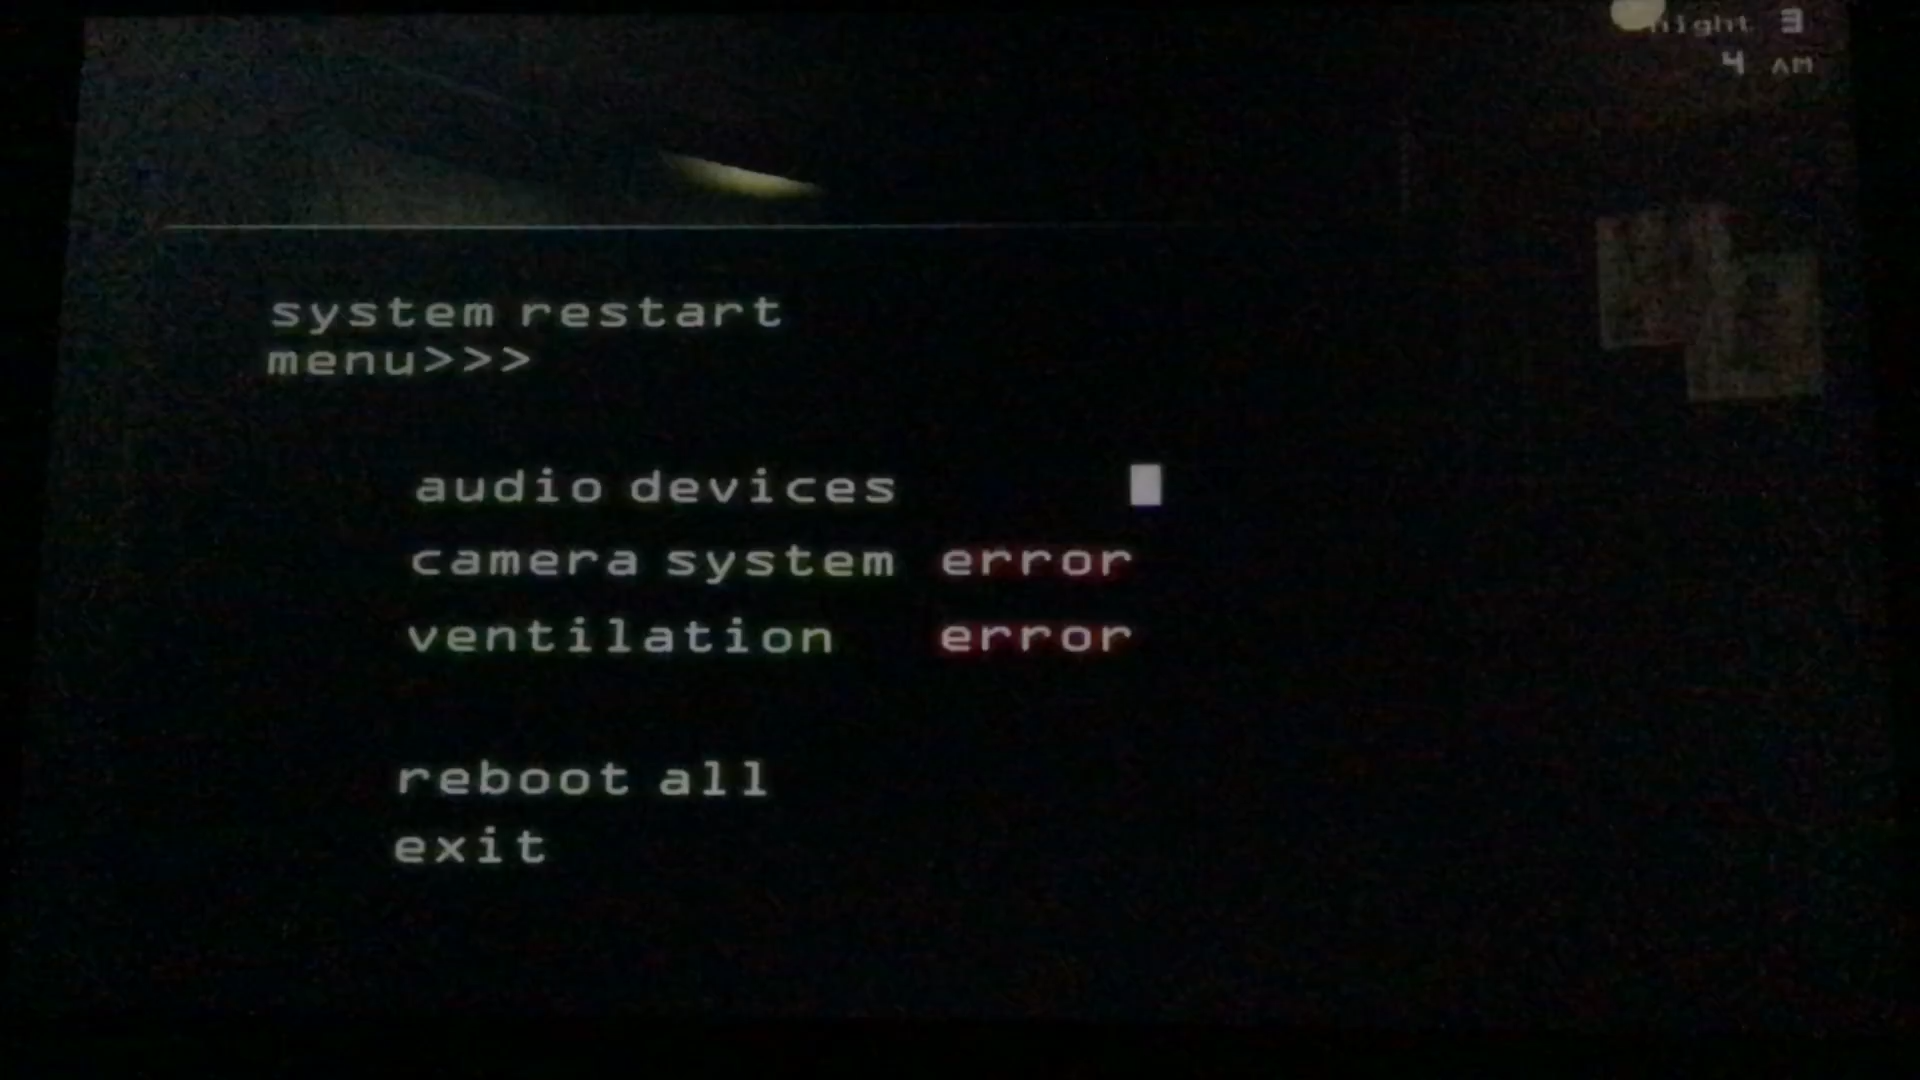 night 3
4 AM
system restart
menu>>>
audio devices
camera system error
ventilation error
reboot all
exit